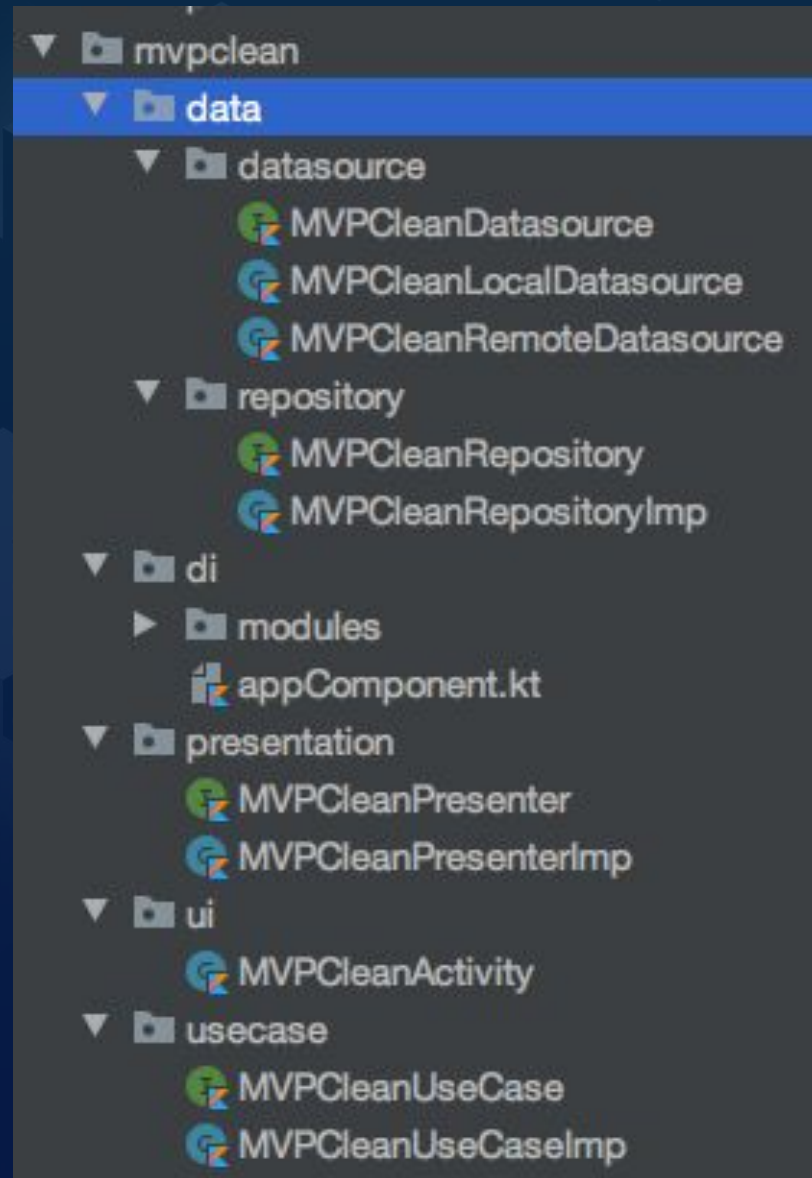 mvpclean
data
datasource
MVPCleanDatasource
MVPCleanLocalDatasource
MVPCleanRemoteDatasource
repository
MVPCleanRepository
MVPCleanRepositoryImp
di
modules
appComponent.kt
presentation
MVPCleanPresenter
MVPCleanPresenterImp
ui
MVPCleanActivity
usecase
MVPCleanUseCase
MVPCleanUseCaseImp